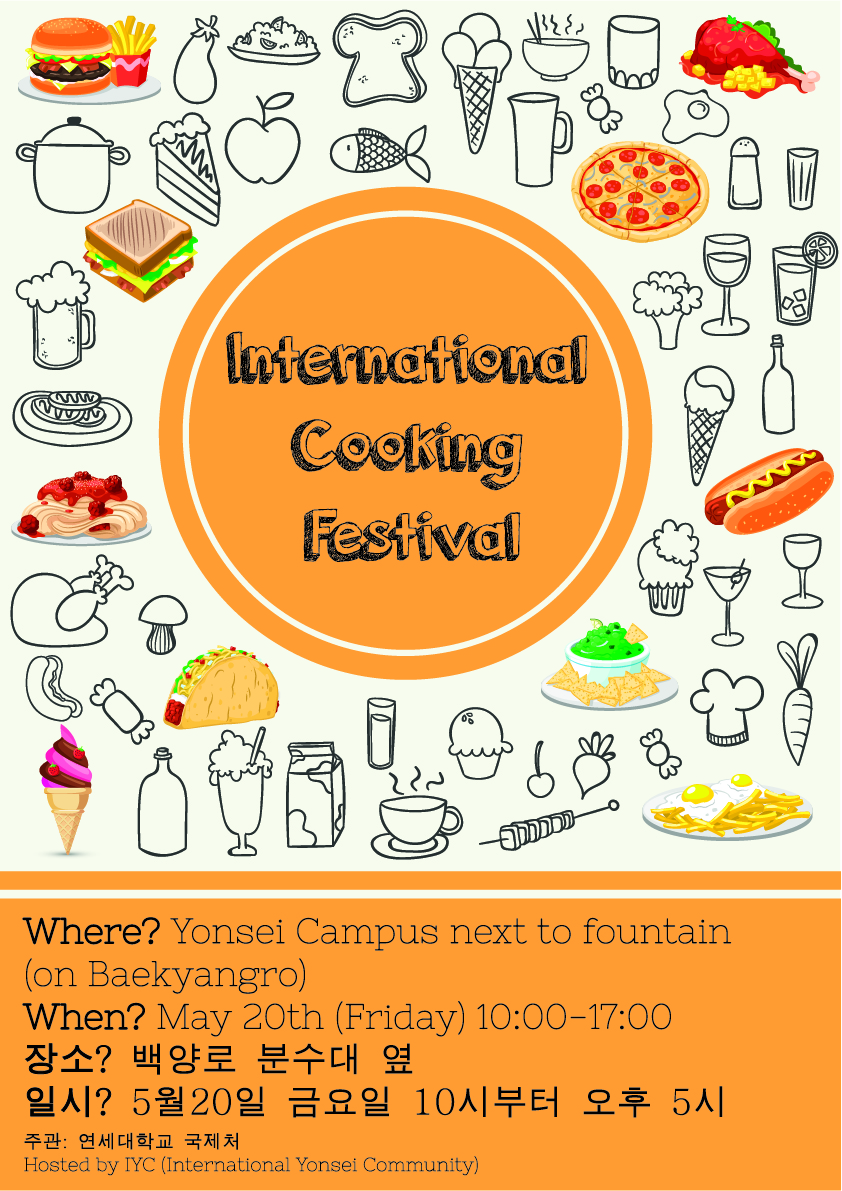 International
Cooking
Festival
Where? Yonsei Campus next to fountain
(on Baekyangro)
When? May 20th (Friday) 10:00-17:00
장소? 백양로 분수대 옆
일시? 5월20일 금요일 10시부터 오후 5시
주관: 연세대학교 국제처
Hosted by IYC (International Yonsei Community)